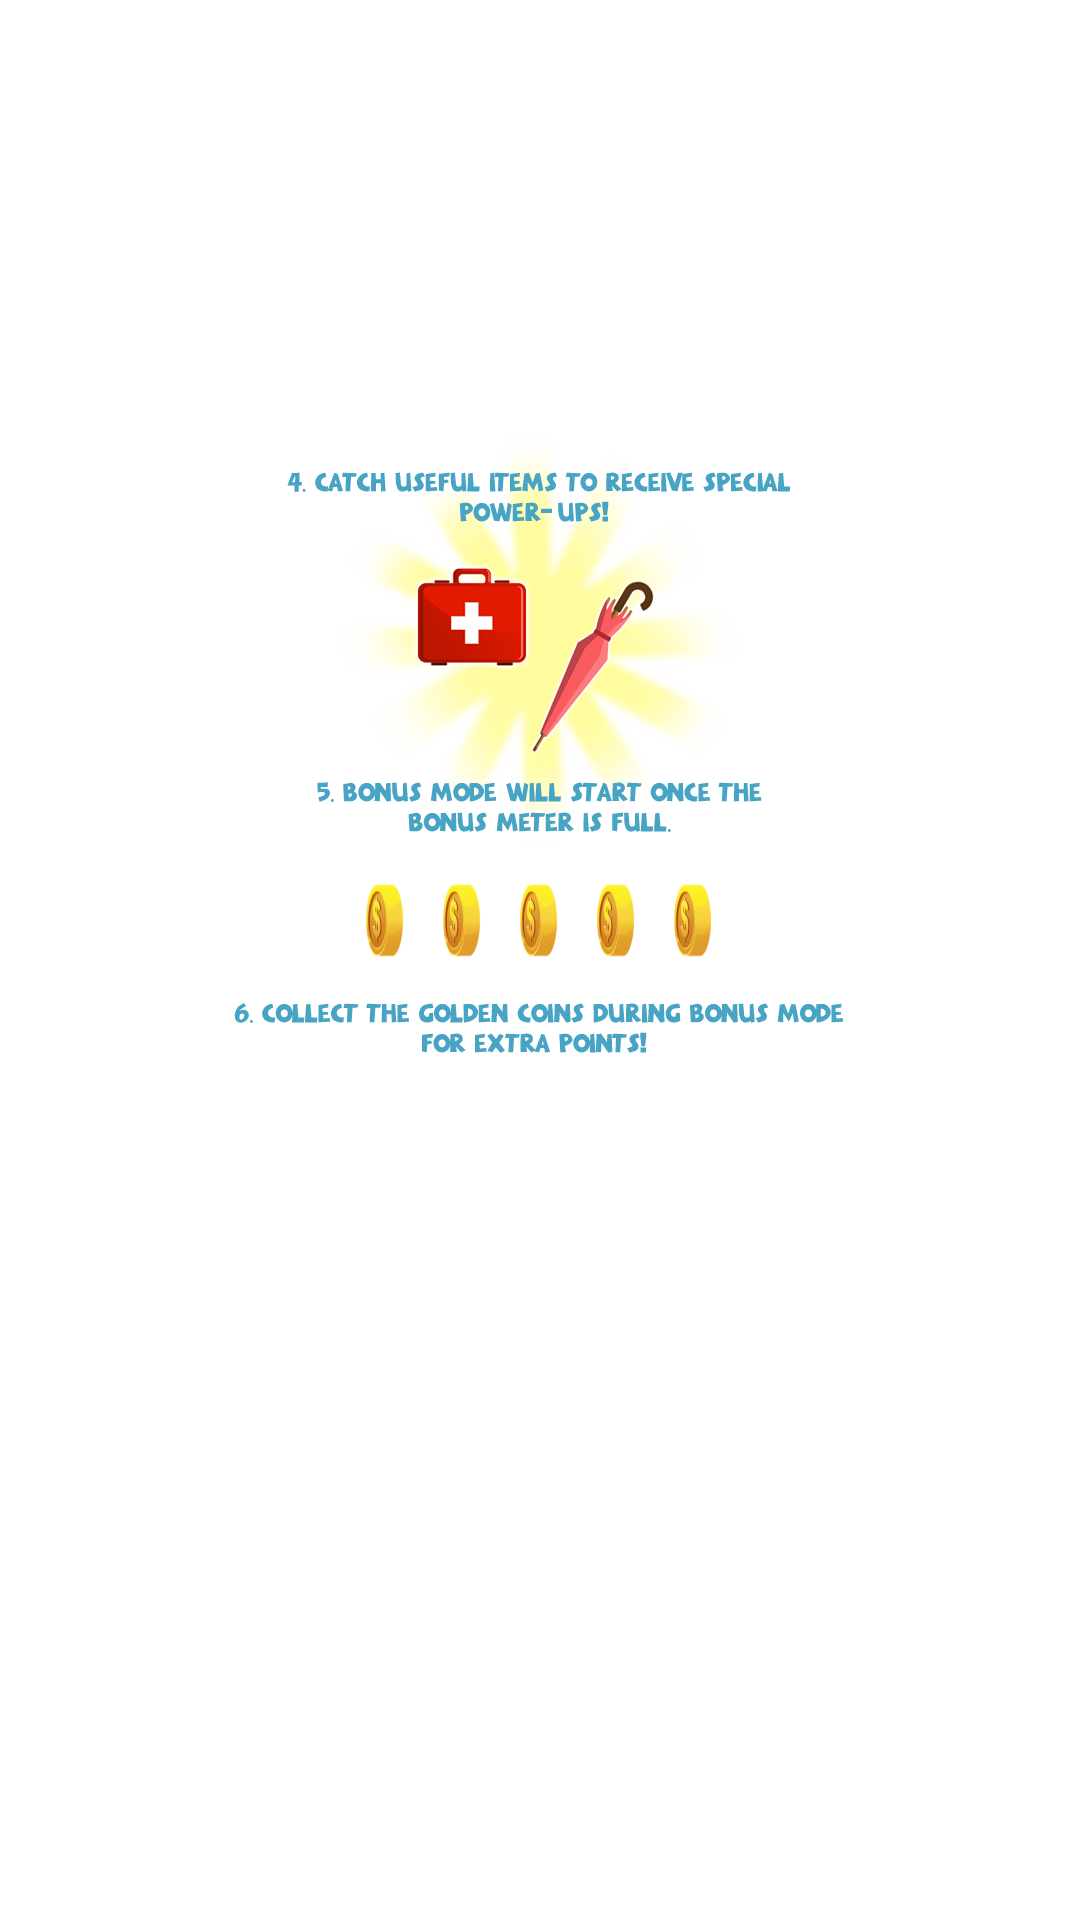 4. CATCH USEFUL ITEMS TO RECEIVE SPECIAL
POWER-UPS!
5. BONUS MODE WILL START ONCE THE
BONUS METER IS FULL.
$ $ $ $ $
6. COLLECT THE GOLDEN COINS DURING BONUS MODE
FOR EXTRA POINTS!